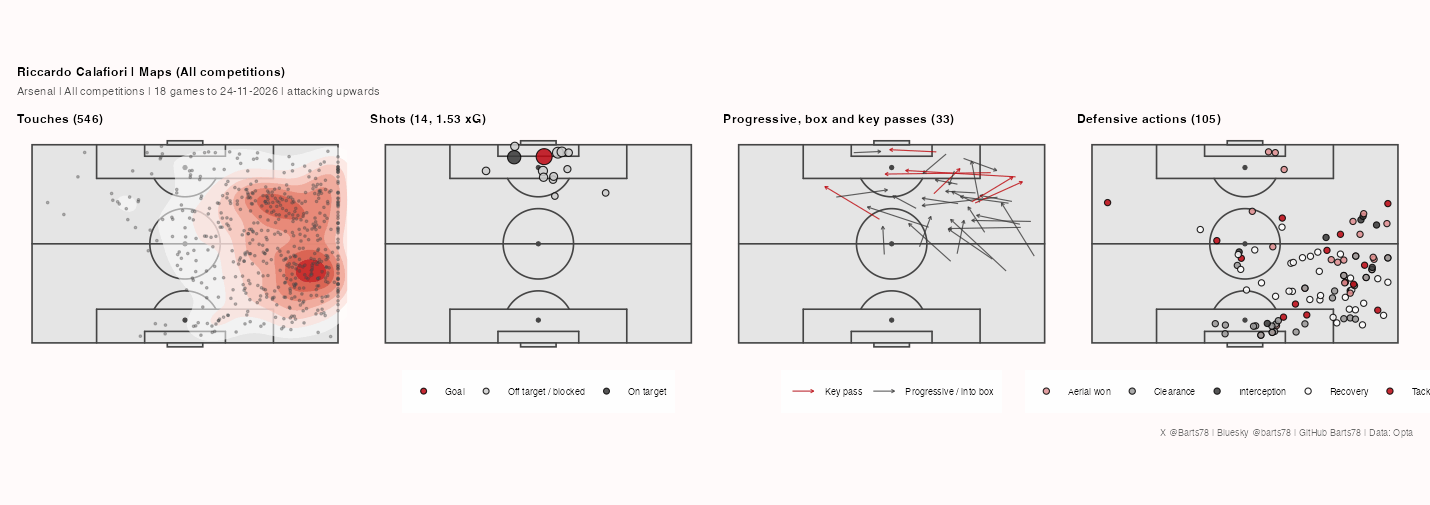 Riccardo Calafiori | Maps (All competitions)
Arsenal | All competitions | 18 games to 24-11-2026 | attacking upwards
Touches (546)
Shots (14, 1.53 xG)
Progressive, box and key passes (33)
Defensive actions (105)
Goal
Off target / blocked
On target
Key pass
Progressive / into box
Aerial won
Clearance
Interception
Recovery
Tack
X @Barts78 | Bluesky @barts78 | GitHub Barts78 | Data: Opta